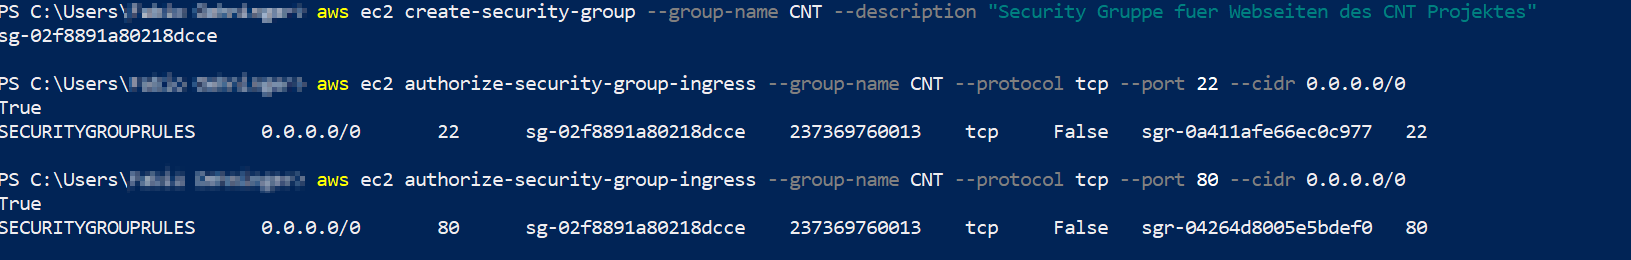 PS C:\Users\ aws ec2 create-security-group --group-name CNT --description "Security Gruppe fuer Webseiten des CNT Projektes"
sg-02f8891a80218dcce
PS C:\Users\ aws ec2 authorize-security-group-ingress --group-name CNT --protocol tcp --port 22 --cidr 0.0.0.0/0
True
SECURITYGROUPRULES 0.0.0.0/0 22 sg-02f8891a80218dcce 237369760013 tcp False sgr-0a411afe66ec0c977 22
PS C:\Users\ aws ec2 authorize-security-group-ingress --group-name CNT --protocol tcp --port 80 --cidr 0.0.0.0/0
True
SECURITYGROUPRULES 0.0.0.0/0 80 sg-02f8891a80218dcce 237369760013 tcp False sgr-04264d8005e5bdef0 80